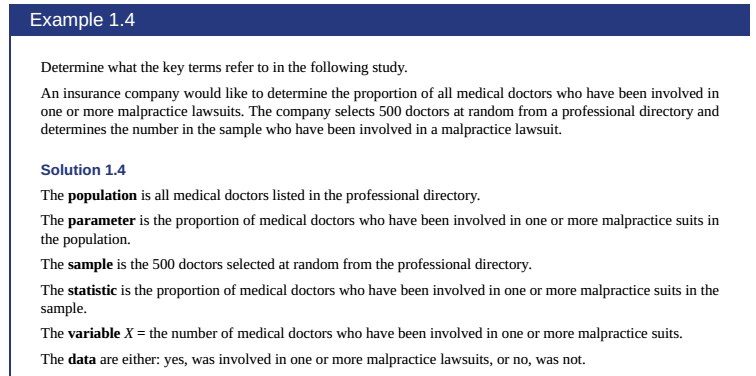 Example 1.4
Determine what the key terms refer to in the following study.
An insurance company would like to determine the proportion of all medical doctors who have been involved in
one or more malpractice lawsuits. The company selects 500 doctors at random from a professional directory and
determines the number in the sample who have been involved in a malpractice lawsuit.
Solution 1.4
The population is all medical doctors listed in the professional directory.
The parameter is the proportion of medical doctors who have been involved in one or more malpractice suits in
the population.
The sample is the 500 doctors selected at random from the professional directory.
The statistic is the proportion of medical doctors who have been involved in one or more malpractice suits in the
sample.
The variable X = the number of medical doctors who have been involved in one or more malpractice suits.
The data are either: yes, was involved in one or more malpractice lawsuits, or no, was not.